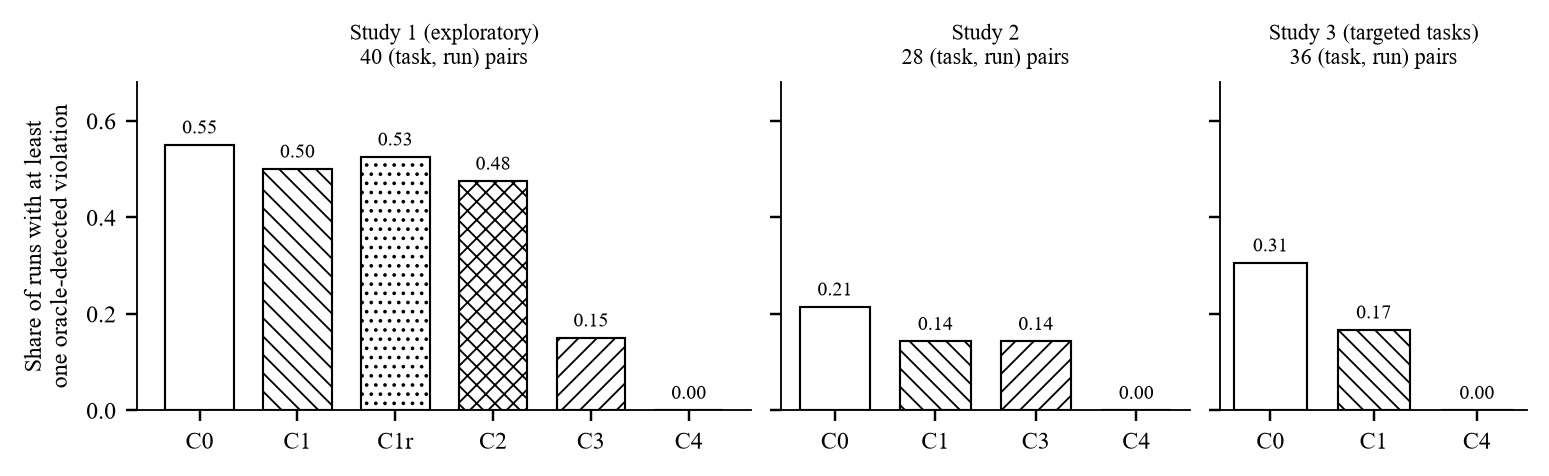 Study 1 (exploratory)
40 (task, run) pairs
Study 2
28 (task, run) pairs
Study 3 (targeted tasks)
36 (task, run) pairs
Share of runs with at least
one oracle-detected violation
0.6
0.4
0.2
0.0
0.55
0.50
0.53
0.48
0.15
0.00
C0
C1
C1r
C2
C3
C4
0.21
0.14
0.14
0.00
C0
C1
C3
C4
0.31
0.17
0.00
C0
C1
C4